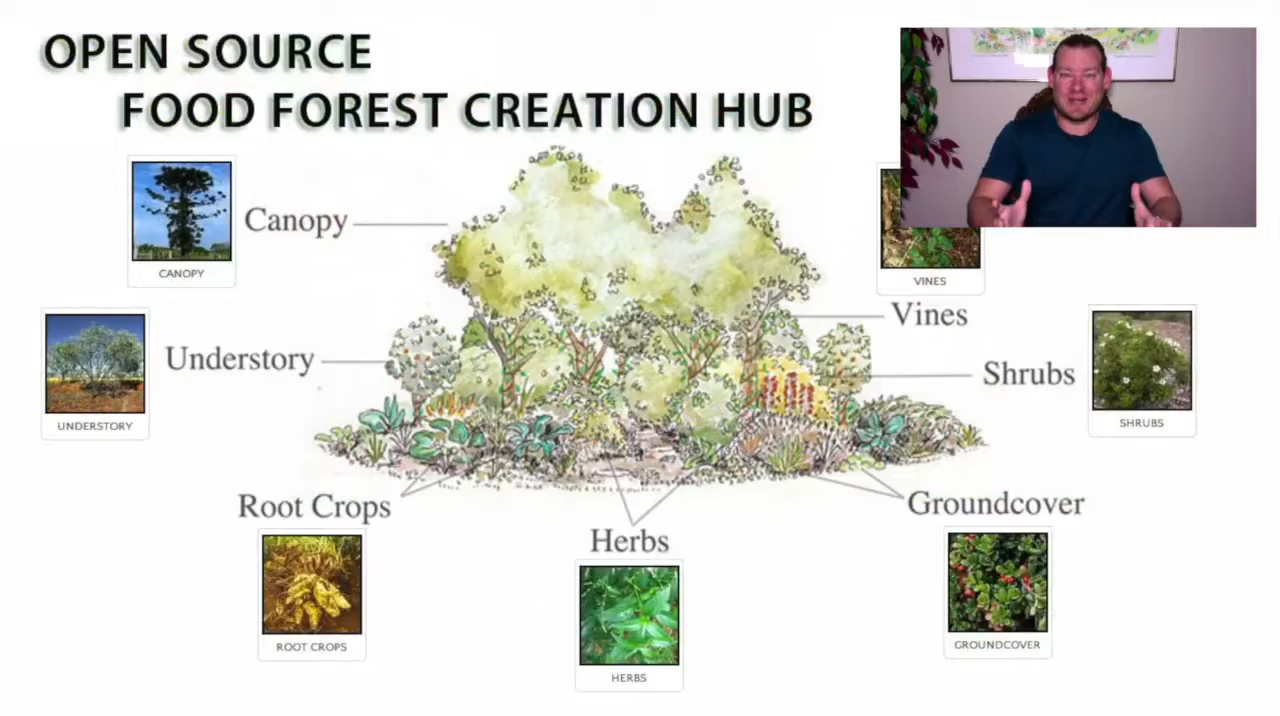 OPEN SOURCE
FOOD FOREST CREATION HUB
Canopy
CANOPY
VINES
Vines
Understory
UNDERSTORY
Shrubs
SHRUBS
Root Crops
ROOT CROPS
Herbs
HERBS
Groundcover
GROUNDCOVER